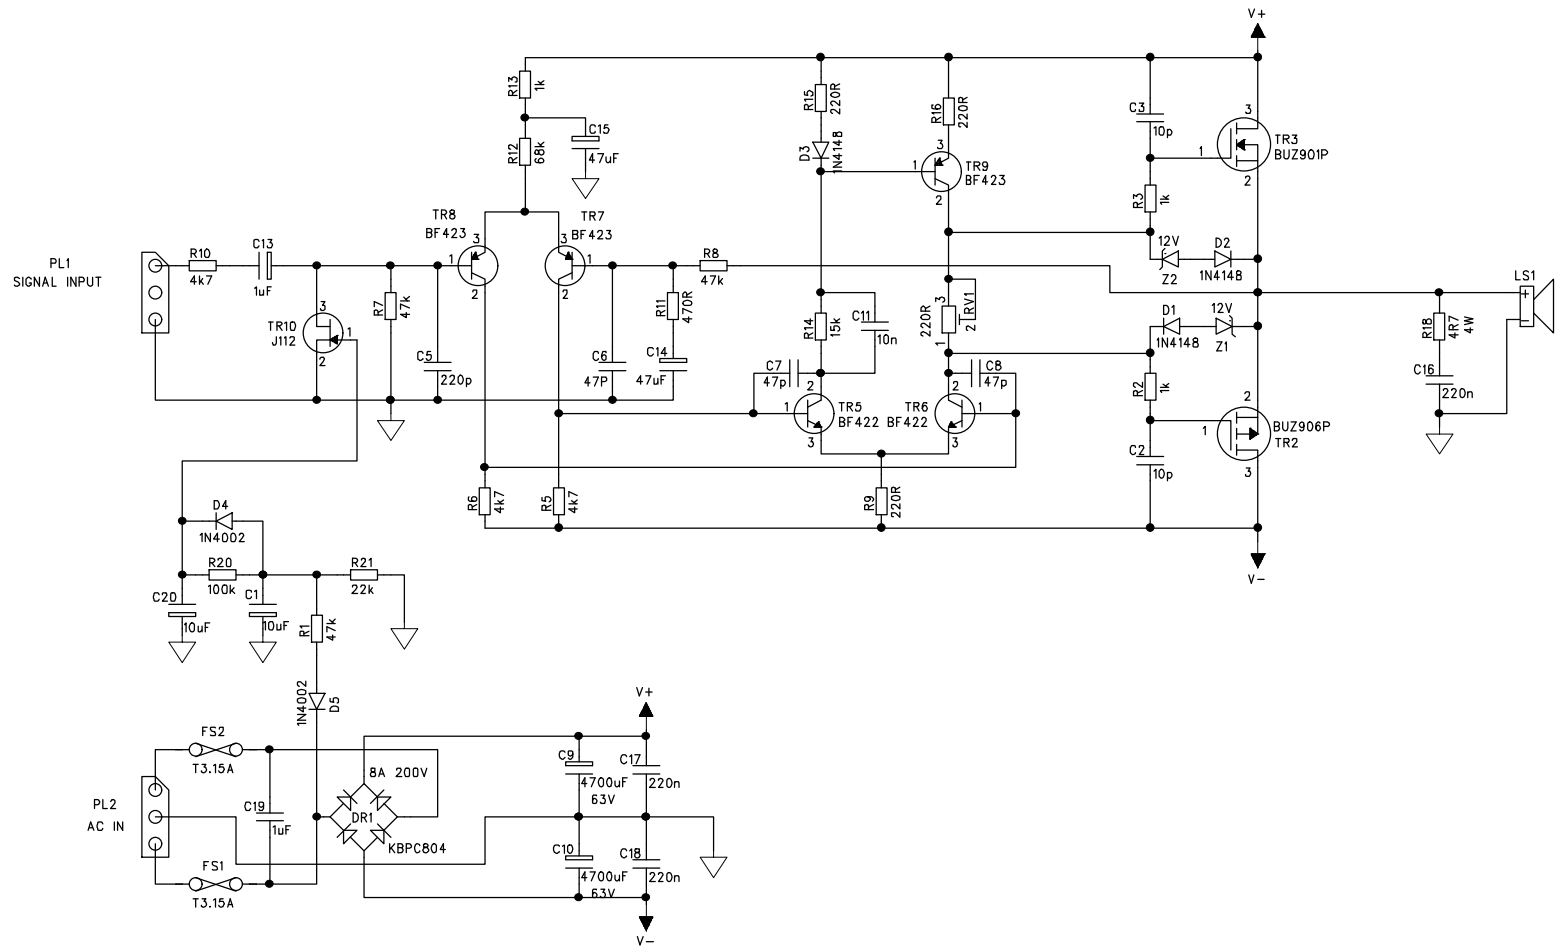 V+
R13
1k
R15
220R
R16
220R
C3
10p
3
TR3
BUZ901P
1
2
C15
47uF
R12
68k
D3
1N4148
3
1
TR9
BF423
2
R3
1k
TR8
BF423
TR7
BF423
3
3
1
1
2
2
12V
D2
Z2
1N4148
PL1
SIGNAL INPUT
R10
4k7
C13
1uF
R8
47k
LS1
+
-
3
TR10
J112
1
2
R7
47k
R11
470R
R14
15k
C11
10n
220R
3
RV1
2
1
D1
12V
1N4148
Z1
R18
4R7
4W
C5
220p
C6
47P
C14
47uF
C7
47p
C8
47p
R2
1k
C16
220n
2
1
TR5
BF422
3
2
TR6
BF422
1
3
2
BUZ906P
1
TR2
3
C2
10p
R6
4k7
R5
4k7
R9
220R
V-
D4
1N4002
R20
100k
R21
22k
C20
10uF
C1
10uF
R1
47k
1N4002
D5
V+
FS2
T3.15A
8A 200V
C9
4700uF
63V
C17
220n
PL2
AC IN
C19
1uF
DR1
KBPC804
C10
4700uF
63V
C18
220n
FS1
T3.15A
V-